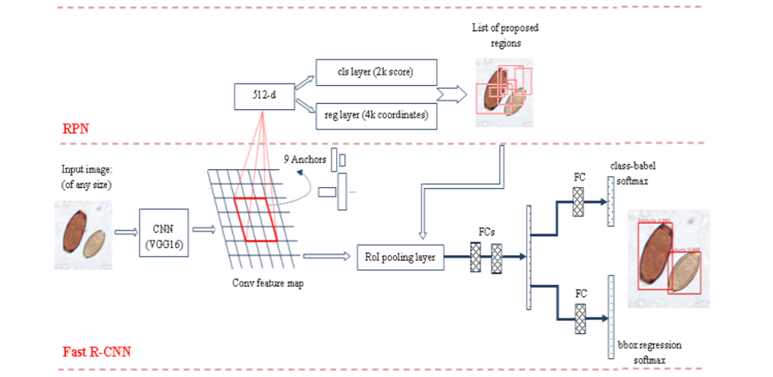 List of proposed
regions
cls layer (2k score)
512-d
reg layer (4k coordinates)
RPN
Input image:
(of any size)
9 Anchors
FC
class-babel
softmax
CNN
(VGG16)
FCs
RoI pooling layer
Conv feature map
FC
Fast R-CNN
bbox regression
softmax